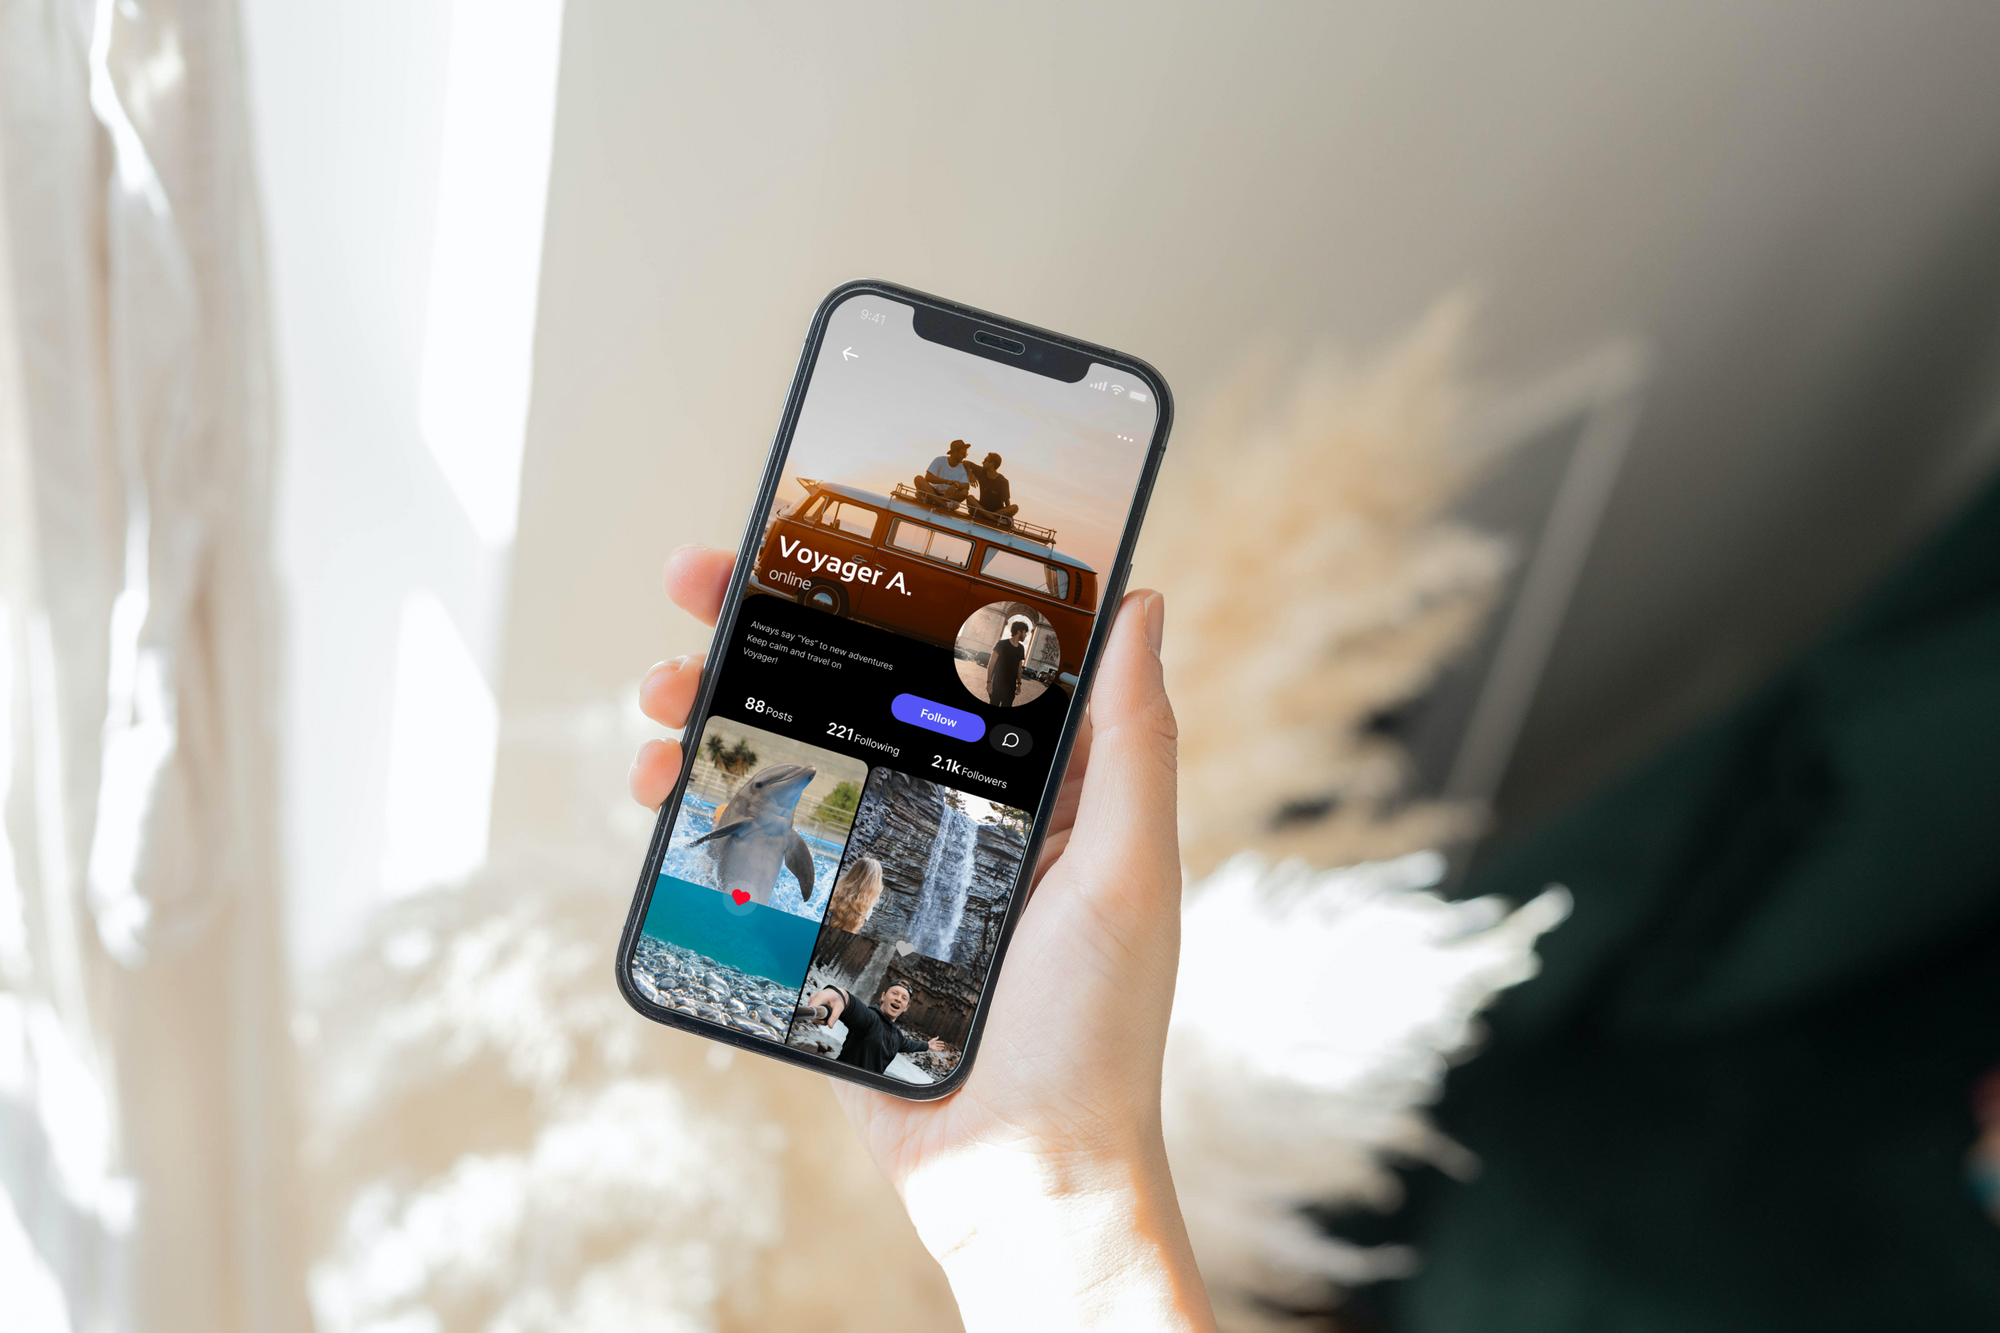 9:41
Voyager A.
online
Always say "Yes" to new adventures
Keep calm and travel on
Voyager!
Follow
88 Posts
221 Following
2.1k Followers